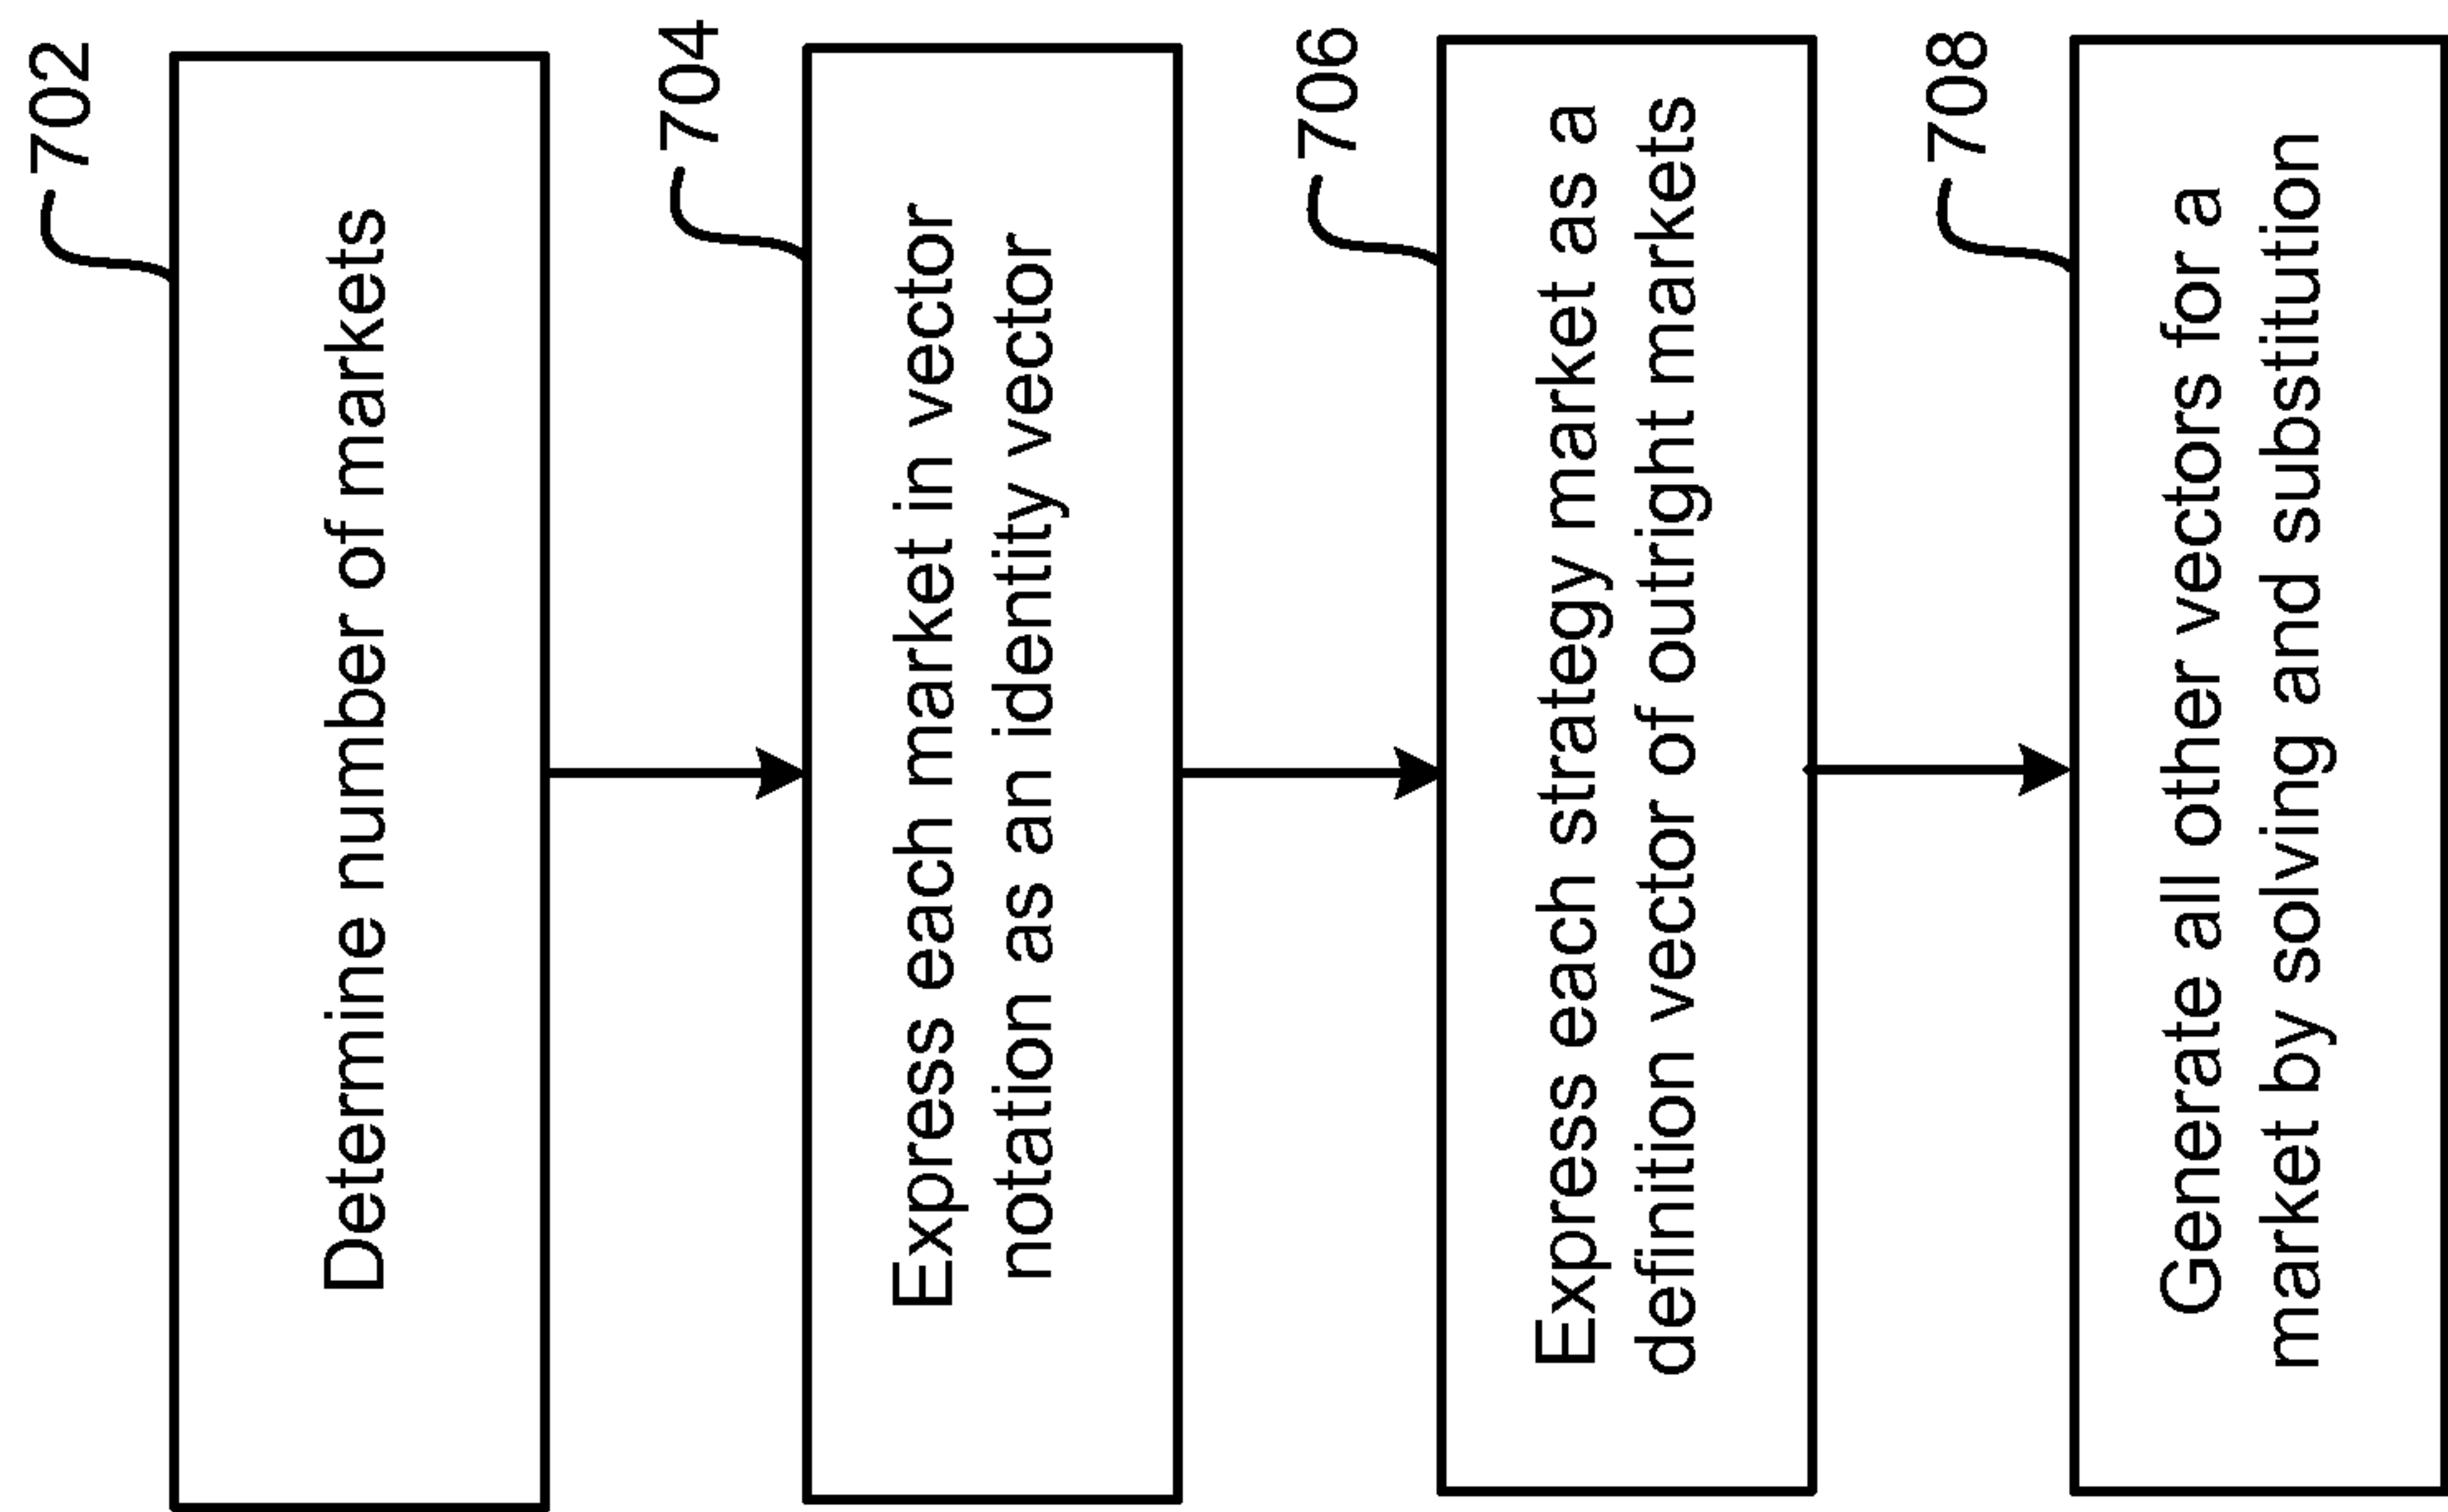 702
Determine number of markets
704
Express each market in vector
notation as an identity vector
706
Express each strategy market as a
definition vector of outright markets
708
Generate all other vectors for a
market by solving and substitution